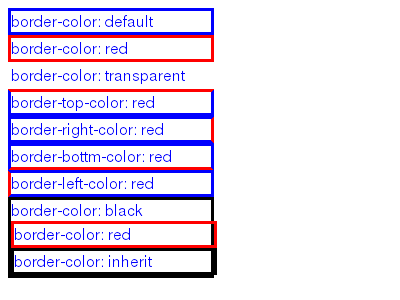 border-color: default
border-color: red
border-color: transparent
border-top-color: red
border-right-color: red
border-bottm-color: red
border-left-color: red
border-color: black
border-color: red
border-color: inherit